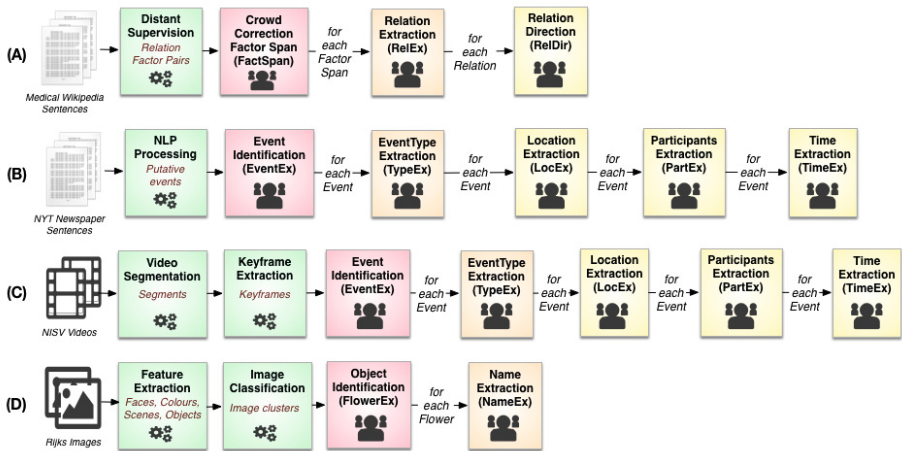 (A)
Medical Wikipedia
Sentences
Distant
Supervision
Relation
Factor Pairs
Crowd
Correction
Factor Span
(FactSpan)
for
each
Factor
Span
Relation
Extraction
(RelEx)
for
each
Relation
Relation
Direction
(RelDir)
(B)
NYT Newspaper
Sentences
NLP
Processing
Putative
events
Event
Identification
(EventEx)
for
each
Event
EventType
Extraction
(TypeEx)
for
each
Event
Location
Extraction
(LocEx)
for
each
Event
Participants
Extraction
(PartEx)
for
each
Event
Time
Extraction
(TimeEx)
(C)
NISV Videos
Video
Segmentation
Segments
Keyframe
Extraction
Keyframes
Event
Identification
(EventEx)
for
each
Event
EventType
Extraction
(TypeEx)
for
each
Event
Location
Extraction
(LocEx)
for
each
Event
Participants
Extraction
(PartEx)
for
each
Event
Time
Extraction
(TimeEx)
(D)
Rijks Images
Feature
Extraction
Faces, Colours,
Scenes, Objects
Image
Classification
Image clusters
Object
Identification
(FlowerEx)
for
each
Flower
Name
Extraction
(NameEx)